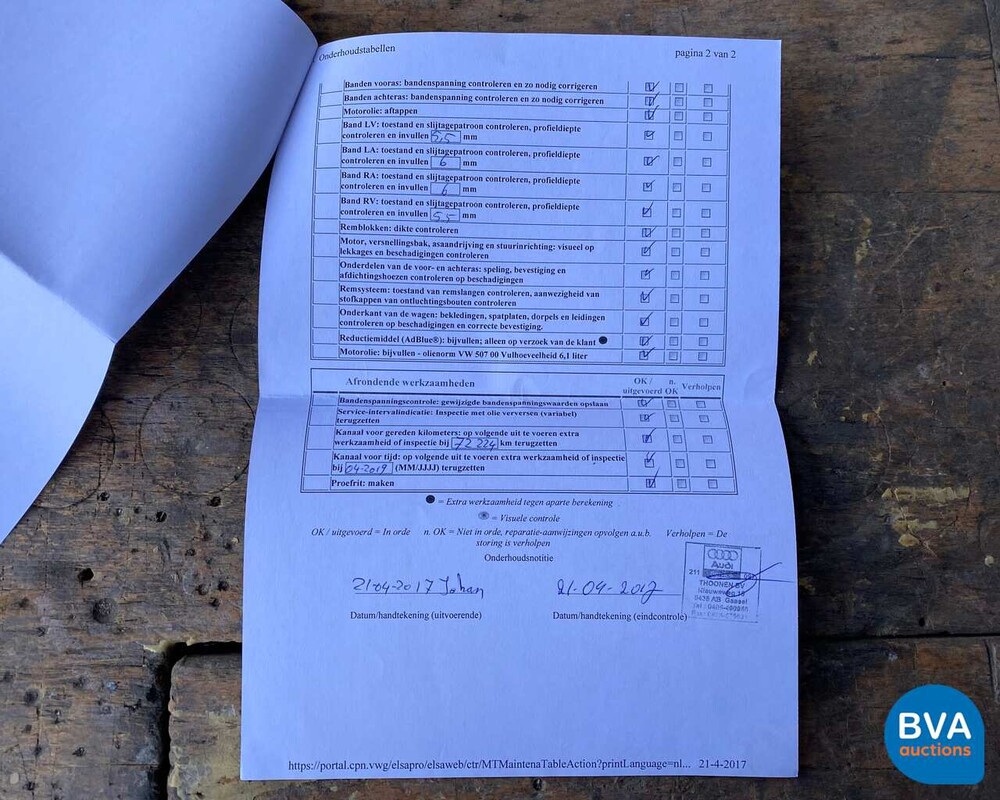 Onderhoudstabellen pagina 2 van 2
Banden vooras: bandenspanning controleren en zo nodig corrigeren
Banden achteras: bandenspanning controleren en zo nodig corrigeren
Motorolie: aftappen
Band LV: toestand en slijtagepatroon controleren, profieldiepte
controleren en invullen 5,5 mm
Band LA: toestand en slijtagepatroon controleren, profieldiepte
controleren en invullen 6 mm
Band RA: toestand en slijtagepatroon controleren, profieldiepte
controleren en invullen 6 mm
Band RV: toestand en slijtagepatroon controleren, profieldiepte
controleren en invullen 5,5 mm
Remblokken: dikte controleren
Motor, versnellingsbak, asaandrijving en stuurinrichting: visueel op
lekkages en beschadigingen controleren
Onderdelen van de voor- en achteras: speling, bevestiging en
afdichtingshoezen controleren op beschadigingen
Remsysteem: toestand van remslangen controleren, aanwezigheid van
stofkappen van ontluchtingsbouten controleren
Onderkant van de wagen: bekledingen, spatplaten, dorpels en leidingen
controleren op beschadigingen en correcte bevestiging.
Reductiemiddel (AdBlue®): bijvullen; alleen op verzoek van de klant
Motorolie: bijvullen - olienorm VW 507 00 Vulhoeveelheid 6,1 liter
Afrondende werkzaamheden OK / uitgevoerd n. OK Verholpen
Bandenspanningscontrole: gewijzigde bandenspanningswaarden opslaan
Service-intervalindicatie: Inspectie met olie verversen (variabel)
terugzetten
Kanaal voor gereden kilometers: op volgende uit te voeren extra
werkzaamheid of inspectie bij 72224 km terugzetten
Kanaal voor tijd: op volgende uit te voeren extra werkzaamheid of inspectie
bij 04-2019 (MM/JJJJ) terugzetten
Proefrit: maken
= Extra werkzaamheid tegen aparte berekening
= Visuele controle
OK / uitgevoerd = In orde n. OK = Niet in orde, reparatie-aanwijzingen opvolgen a.u.b. Verholpen = De
storing is verholpen
Onderhoudsnotitie
21-04-2017 Johan 21-04-2017
Audi
211
THOONEN BV
Nieuweweg 16
Datum/handtekening (uitvoerende) Datum/handtekening (eindcontrole)
https://portal.cpn.vwg/elsapro/elsaweb/ctr/MTMaintenaTableAction?printLanguage=nl... 21-4-2017
BVA
auctions